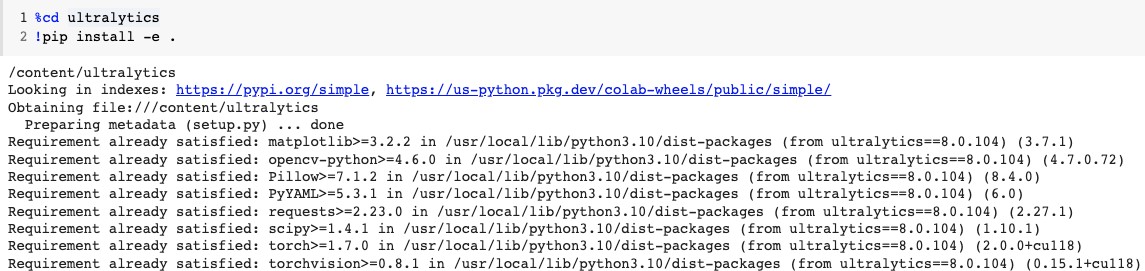 1 %cd ultralytics
2 !pip install -e .
/content/ultralytics
Looking in indexes: https://pypi.org/simple, https://us-python.pkg.dev/colab-wheels/public/simple/
Obtaining file:///content/ultralytics
  Preparing metadata (setup.py) ... done
Requirement already satisfied: matplotlib>=3.2.2 in /usr/local/lib/python3.10/dist-packages (from ultralytics==8.0.104) (3.7.1)
Requirement already satisfied: opencv-python>=4.6.0 in /usr/local/lib/python3.10/dist-packages (from ultralytics==8.0.104) (4.7.0.72)
Requirement already satisfied: Pillow>=7.1.2 in /usr/local/lib/python3.10/dist-packages (from ultralytics==8.0.104) (8.4.0)
Requirement already satisfied: PyYAML>=5.3.1 in /usr/local/lib/python3.10/dist-packages (from ultralytics==8.0.104) (6.0)
Requirement already satisfied: requests>=2.23.0 in /usr/local/lib/python3.10/dist-packages (from ultralytics==8.0.104) (2.27.1)
Requirement already satisfied: scipy>=1.4.1 in /usr/local/lib/python3.10/dist-packages (from ultralytics==8.0.104) (1.10.1)
Requirement already satisfied: torch>=1.7.0 in /usr/local/lib/python3.10/dist-packages (from ultralytics==8.0.104) (2.0.0+cu118)
Requirement already satisfied: torchvision>=0.8.1 in /usr/local/lib/python3.10/dist-packages (from ultralytics==8.0.104) (0.15.1+cu118)